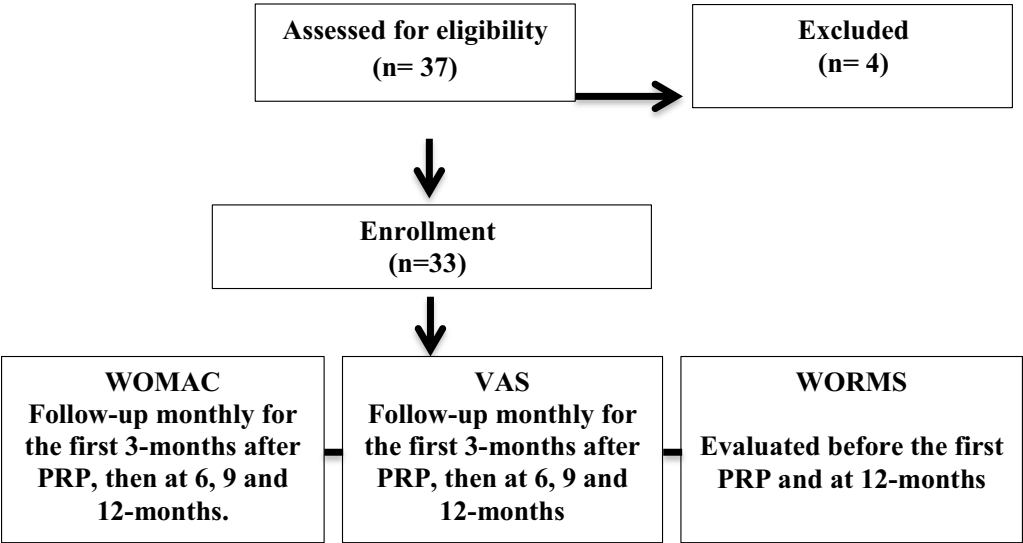 Assessed for eligibility
(n= 37)
Excluded
(n= 4)
Enrollment
(n=33)
WOMAC
Follow-up monthly for
the first 3-months after
PRP, then at 6, 9 and
12-months.
VAS
Follow-up monthly for
the first 3-months after
PRP, then at 6, 9 and
12-months
WORMS
Evaluated before the first
PRP and at 12-months